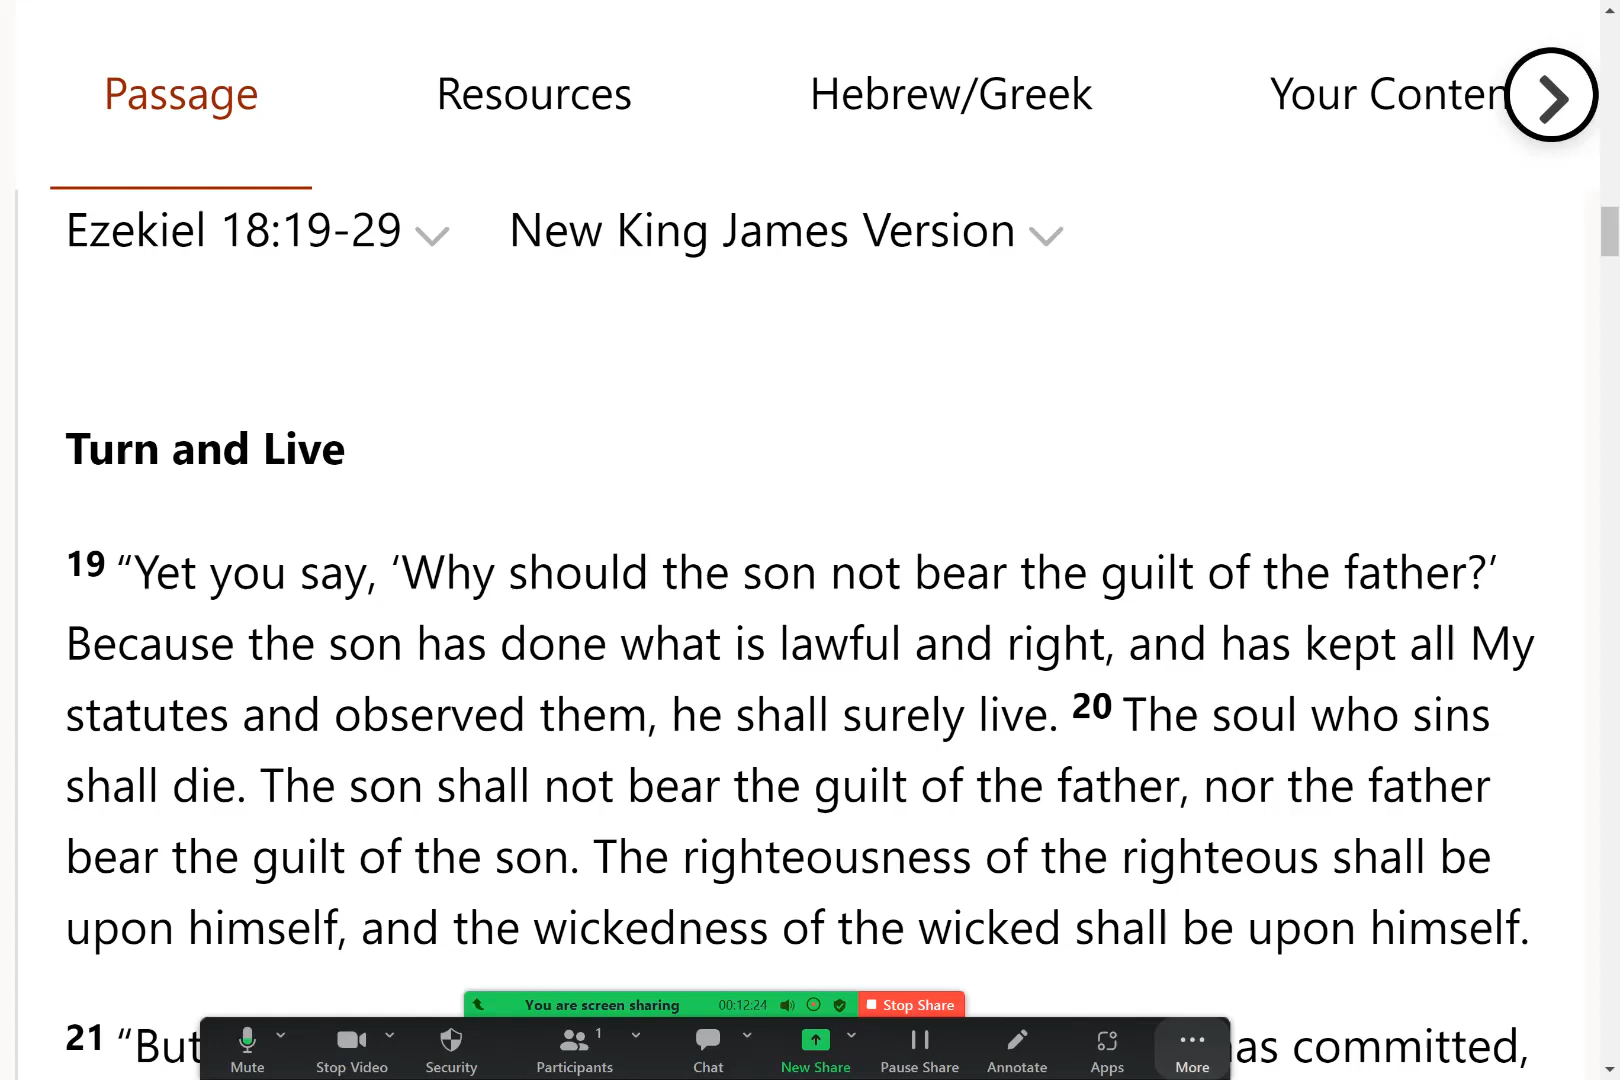 Passage Resources Hebrew/Greek Your Conten
Ezekiel 18:19-29 New King James Version
Turn and Live
19 “Yet you say, ‘Why should the son not bear the guilt of the father?’
Because the son has done what is lawful and right, and has kept all My
statutes and observed them, he shall surely live. 20 The soul who sins
shall die. The son shall not bear the guilt of the father, nor the father
bear the guilt of the son. The righteousness of the righteous shall be
upon himself, and the wickedness of the wicked shall be upon himself.
You are screen sharing 00:12:24 Stop Share
21 “But as committed,
1
Mute Stop Video Security Participants Chat New Share Pause Share Annotate Apps More